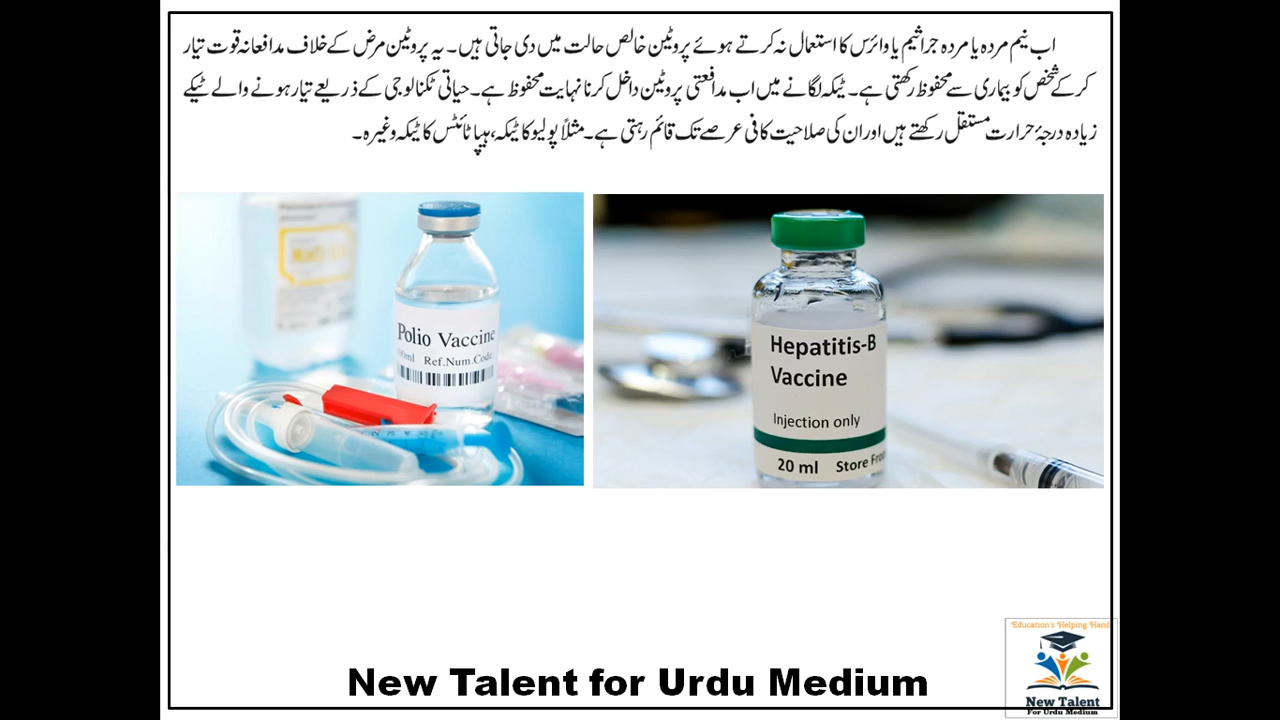 اب نیم مردہ یا مردہ جراثیم یا وائرس کا استعمال نہ کرتے ہوئے پروٹین خالص حالت میں دی جاتی ہیں۔ یہ پروٹین مرض کے خلاف مدافعانہ قوت تیار
کر کے شخص کو بیماری سے محفوظ رکھتی ہے۔ ٹیکہ لگانے میں اب مدافعتی پروٹین داخل کرنا نہایت محفوظ ہے۔ حیاتی ٹکنالوجی کے ذریعے تیار ہونے والے ٹیکے
زیادہ درجۂ حرارت مستقل رکھتے ہیں اور ان کی صلاحیت کافی عرصے تک قائم رہتی ہے۔ مثلاً پولیو کا ٹیکہ، ہیپاٹائٹس کا ٹیکہ وغیرہ۔
Polio Vaccine
Ref.Num.Code
Hepatitis-B
Vaccine
Injection only
20 ml Store
Education's Helping Hand
New Talent
For Urdu Medium
New Talent for Urdu Medium